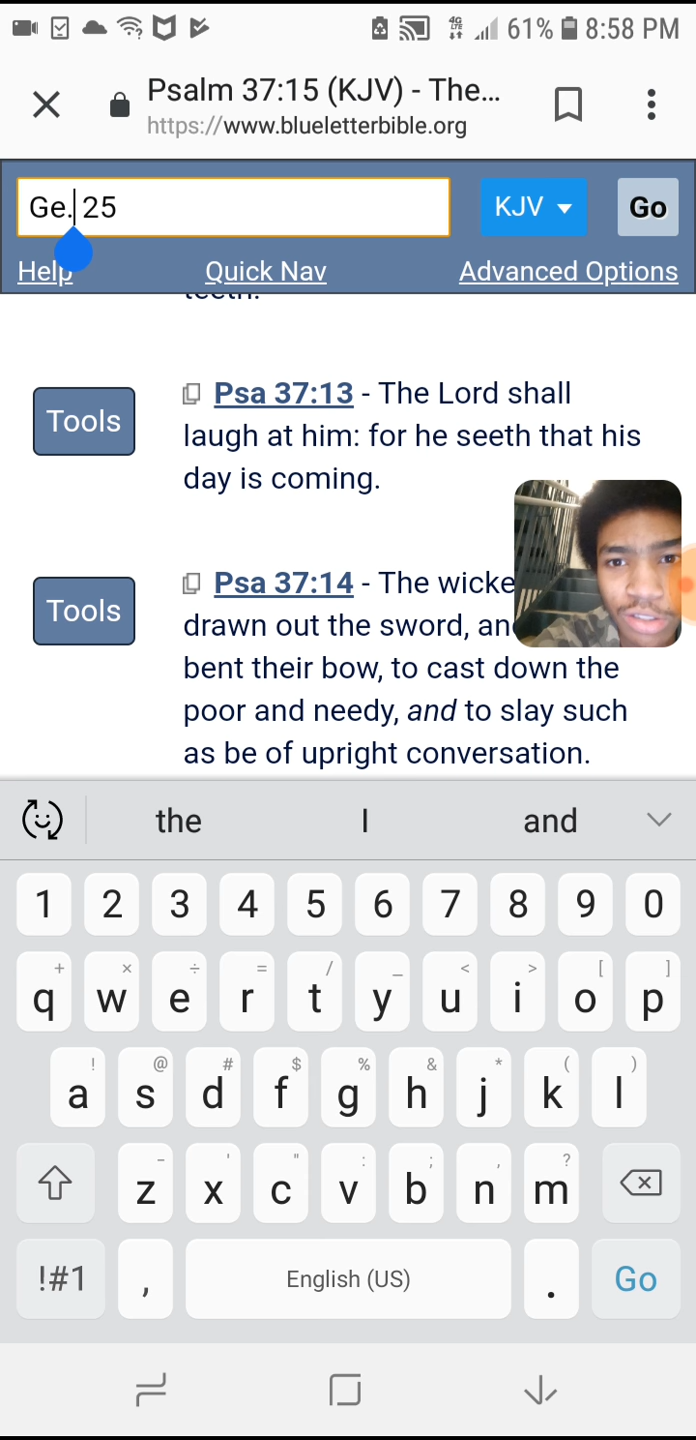 61% 8:58 PM
Psalm 37:15 (KJV) - The...
https://www.blueletterbible.org
Ge. 25 KJV Go
Help Quick Nav Advanced Options
teeth.
Tools
Psa 37:13 - The Lord shall
laugh at him: for he seeth that his
day is coming.
Tools
Psa 37:14 - The
drawn out the sword,
bent their bow, to cast down the
poor and needy, and to slay such
as be of upright conversation.
the I and
1 2 3 4 5 6 7 8 9 0
+ × ÷ = / _ < > [ ]
q w e r t y u i o p
! @ # $ % & * ( )
a s d f g h j k l
- ' " : ; , ?
z x c v b n m
!#1 , English (US) . Go